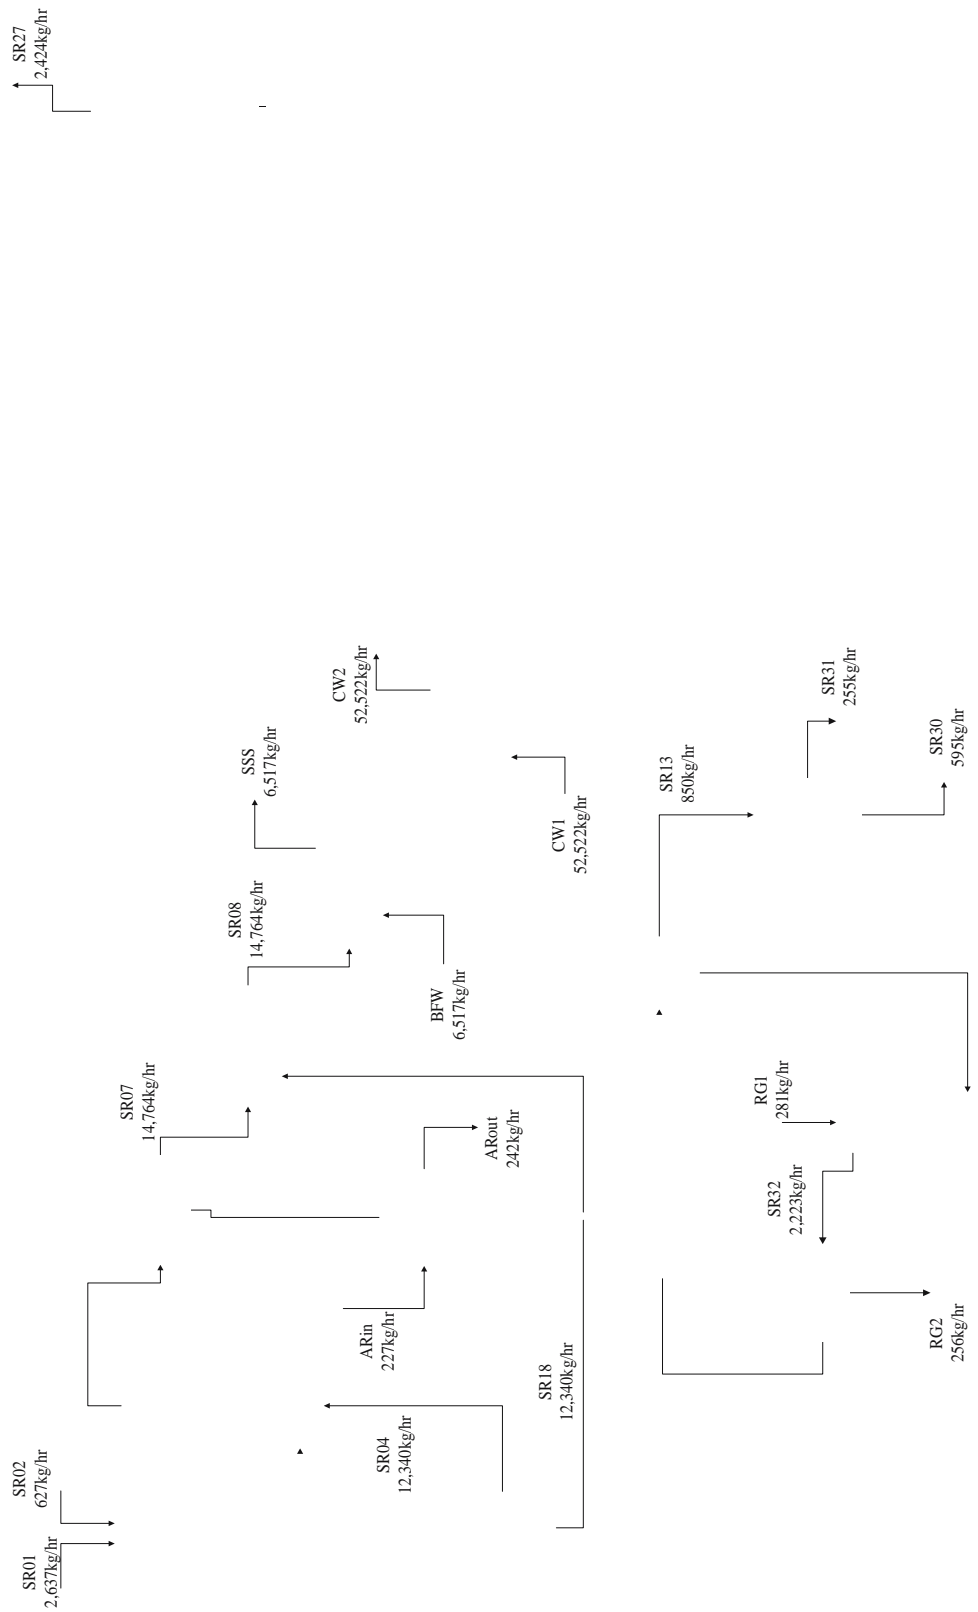 SR27
2,424kg/hr
CW2
52,522kg/hr
SSS
6,517kg/hr
SR31
255kg/hr
SR30
595kg/hr
SR13
850kg/hr
CW1
52,522kg/hr
SR08
14,764kg/hr
BFW
6,517kg/hr
SR07
14,764kg/hr
RG1
281kg/hr
ARout
242kg/hr
SR32
2,223kg/hr
ARin
227kg/hr
RG2
256kg/hr
SR18
12,340kg/hr
SR04
12,340kg/hr
SR02
627kg/hr
SR01
2,637kg/hr